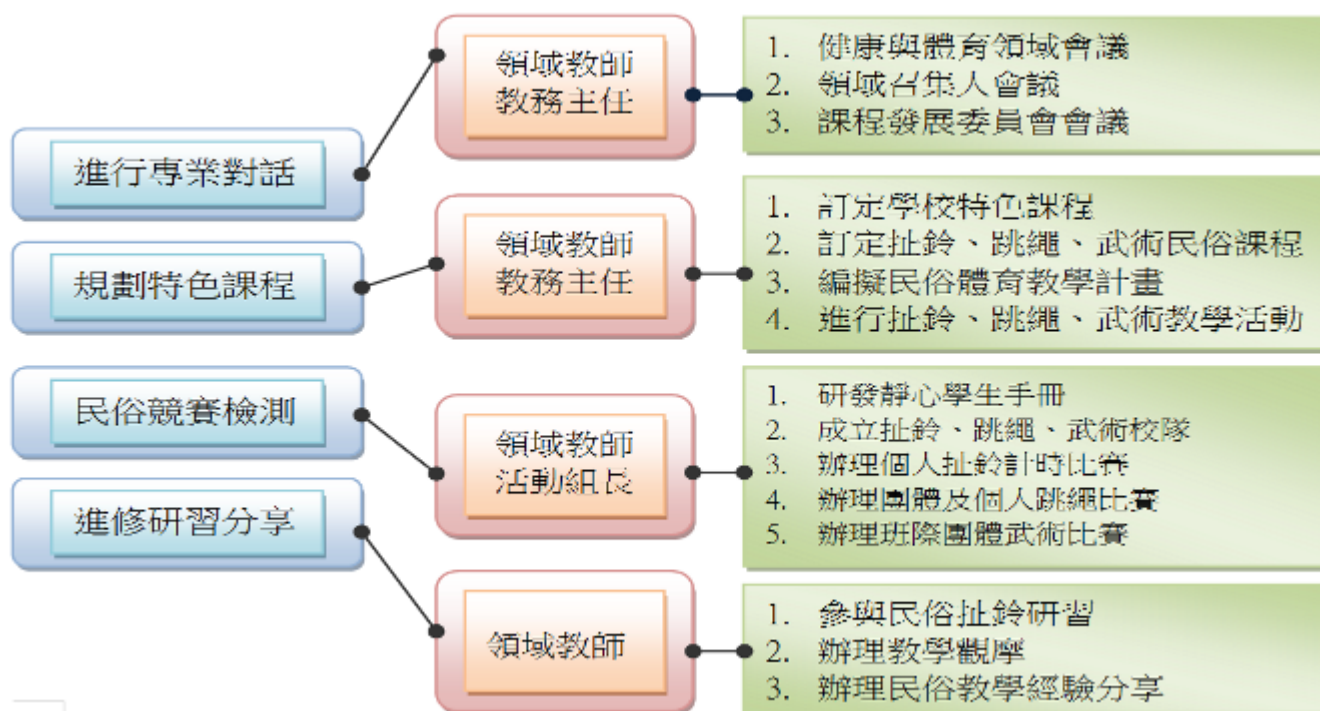 進行專業對話
領域教師
教務主任
1. 健康與體育領域會議
2. 領域召集人會議
3. 課程發展委員會會議
規劃特色課程
領域教師
教務主任
1. 訂定學校特色課程
2. 訂定扯鈴、跳繩、武術民俗課程
3. 編擬民俗體育教學計畫
4. 進行扯鈴、跳繩、武術教學活動
民俗競賽檢測
領域教師
活動組長
1. 研發靜心學生手冊
2. 成立扯鈴、跳繩、武術校隊
3. 辦理個人扯鈴計時比賽
4. 辦理團體及個人跳繩比賽
5. 辦理班際團體武術比賽
進修研習分享
領域教師
1. 參與民俗扯鈴研習
2. 辦理教學觀摩
3. 辦理民俗教學經驗分享